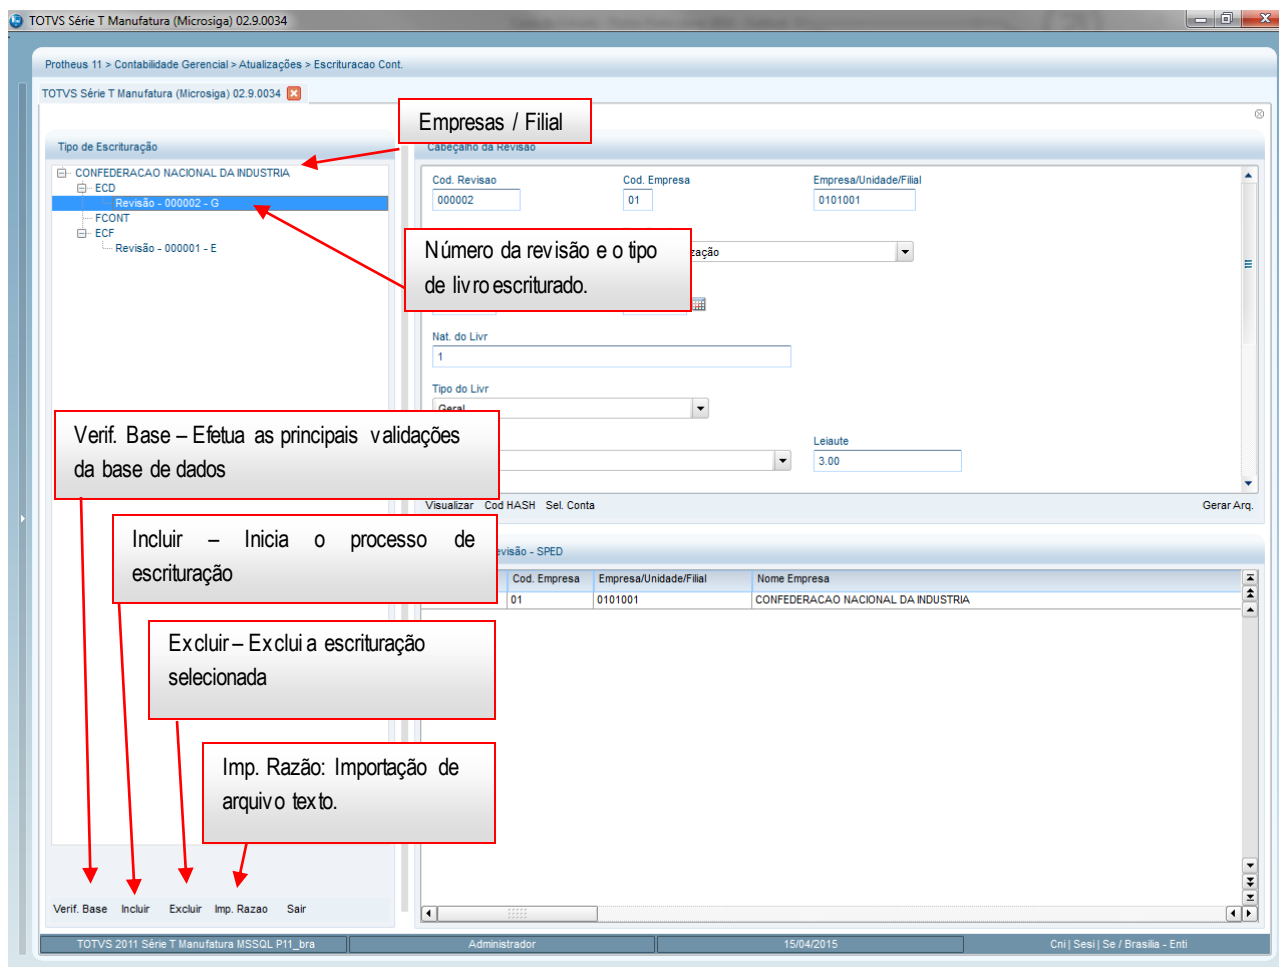 TOTVS Série T Manufatura (Microsiga) 02.9.0034
Protheus 11 > Contabilidade Gerencial > Atualizações > Escrituracao Cont.
TOTVS Série T Manufatura (Microsiga) 02.9.0034
Empresas / Filial
Tipo de Escrituração
Cabeçalho da Revisão
CONFEDERACAO NACIONAL DA INDUSTRIA
ECD
Revisão - 000002 - G
FCONT
ECF
Revisão - 000001 - E
Cod. Revisao Cod. Empresa Empresa/Unidade/Filial
000002 01 0101001
Número da revisão e o tipo
de livro escriturado.
zação
Nat. do Livr
1
Tipo do Livr
Geral
Verif. Base – Efetua as principais validações
da base de dados
Leiaute
3.00
Visualizar Cod HASH Sel. Conta Gerar Arq.
Incluir – Inicia o processo de
escrituração
evisão - SPED
Cod. Empresa Empresa/Unidade/Filial Nome Empresa
01 0101001 CONFEDERACAO NACIONAL DA INDUSTRIA
Excluir – Exclui a escrituração
selecionada
Imp. Razão: Importação de
arquivo texto.
Verif. Base Incluir Excluir Imp. Razao Sair
TOTVS 2011 Série T Manufatura MSSQL P11_bra Administrador 15/04/2015 Cni | Sesi | Se / Brasilia - Enti